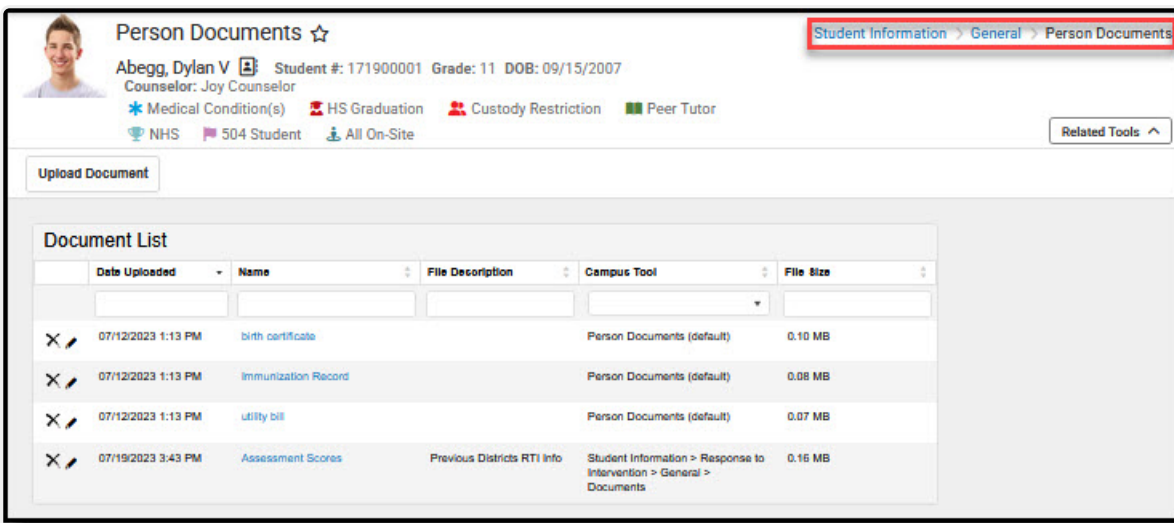 Person Documents
Student Information > General > Person Documents
Abegg, Dylan V Student #: 171900001 Grade: 11 DOB: 09/15/2007
Counselor: Joy Counselor
Medical Condition(s) HS Graduation Custody Restriction Peer Tutor
NHS 504 Student All On-Site
Related Tools
Upload Document
Document List
Date Uploaded Name File Description Campus Tool File Size
07/12/2023 1:13 PM birth certificate Person Documents (default) 0.10 MB
07/12/2023 1:13 PM Immunization Record Person Documents (default) 0.08 MB
07/12/2023 1:13 PM utility bill Person Documents (default) 0.07 MB
07/19/2023 3:43 PM Assessment Scores Previous Districts RTI Info Student Information > Response to 0.16 MB
Intervention > General >
Documents